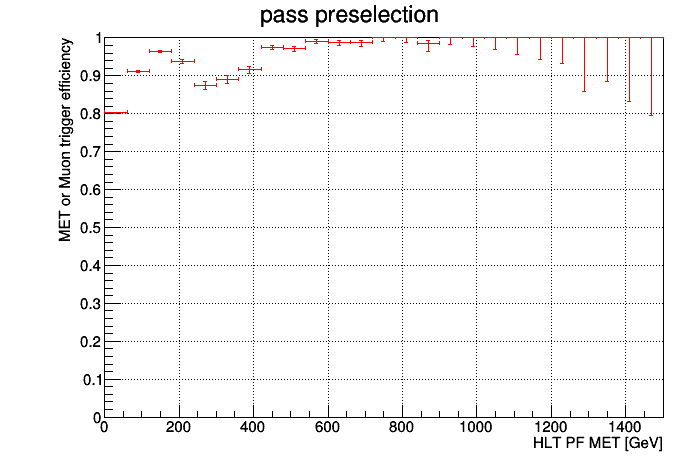 pass preselection
MET or Muon trigger efficiency
1
0.9
0.8
0.7
0.6
0.5
0.4
0.3
0.2
0.1
0
0 200 400 600 800 1000 1200 1400
HLT PF MET [GeV]